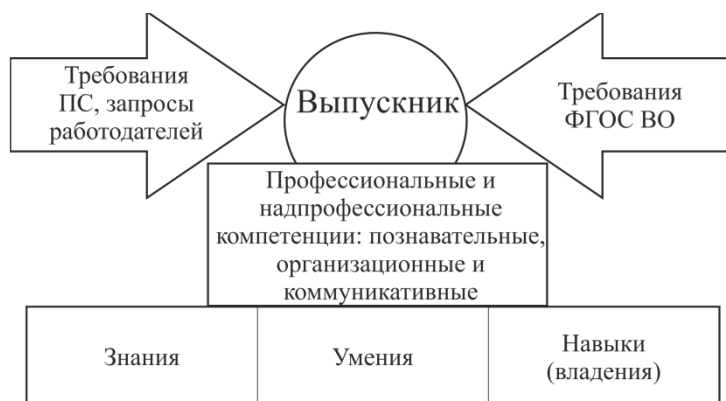 Требования
ПС, запросы
работодателей
Выпускник
Требования
ФГОС ВО
Профессиональные и
надпрофессиональные
компетенции: познавательные,
организационные и
коммуникативные
Знания
Умения
Навыки
(владения)